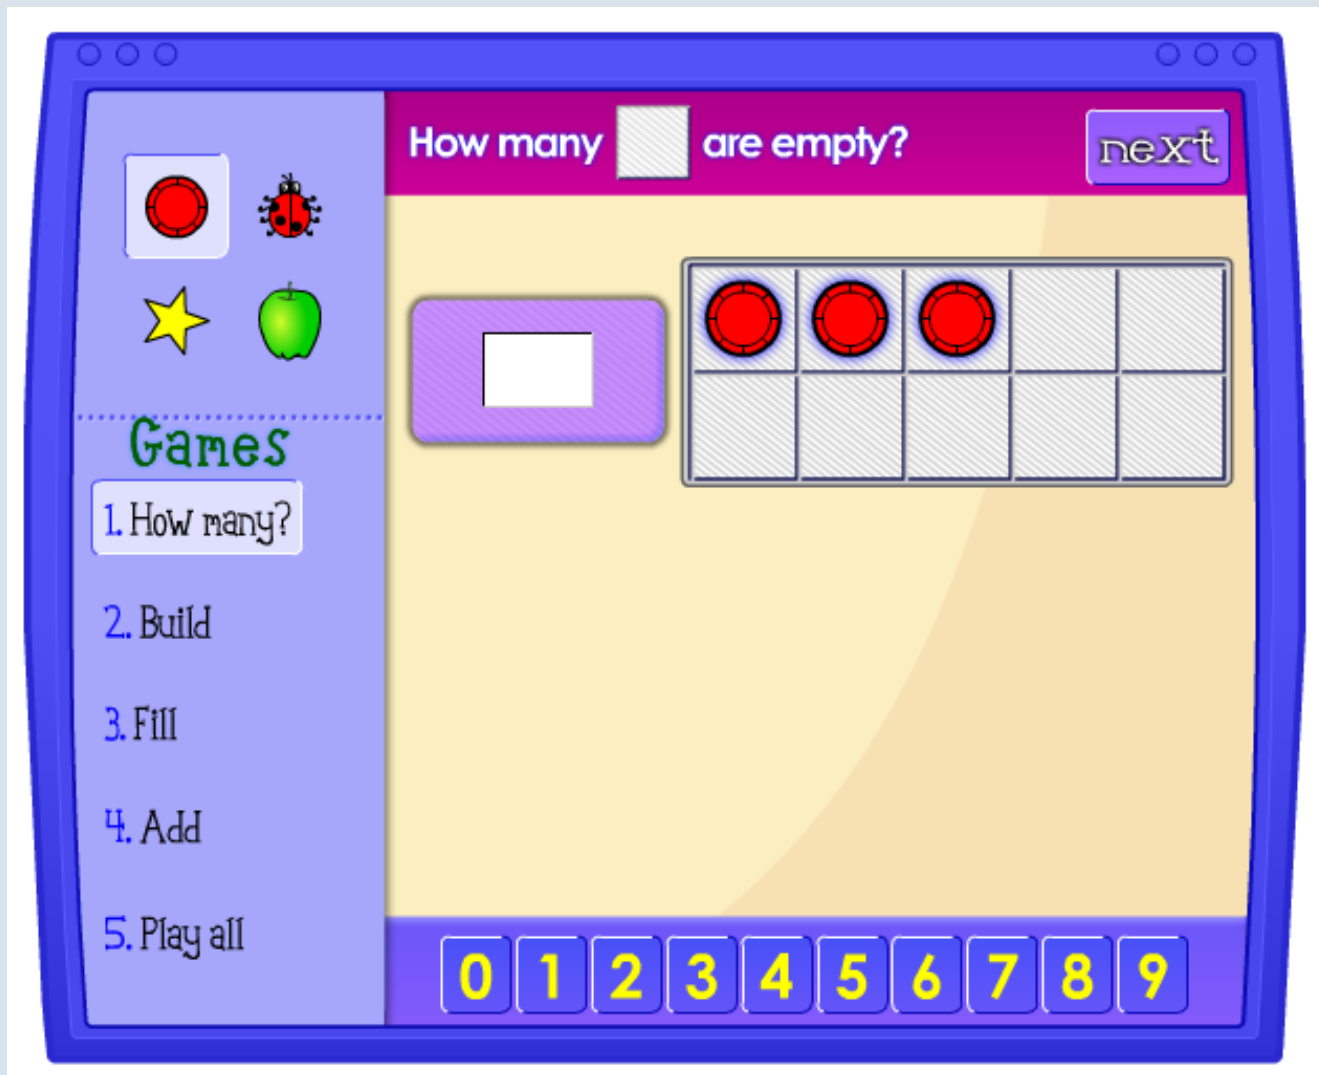 How many are empty?
next
Games
1. How many?
2. Build
3. Fill
4. Add
5. Play all
0 1 2 3 4 5 6 7 8 9